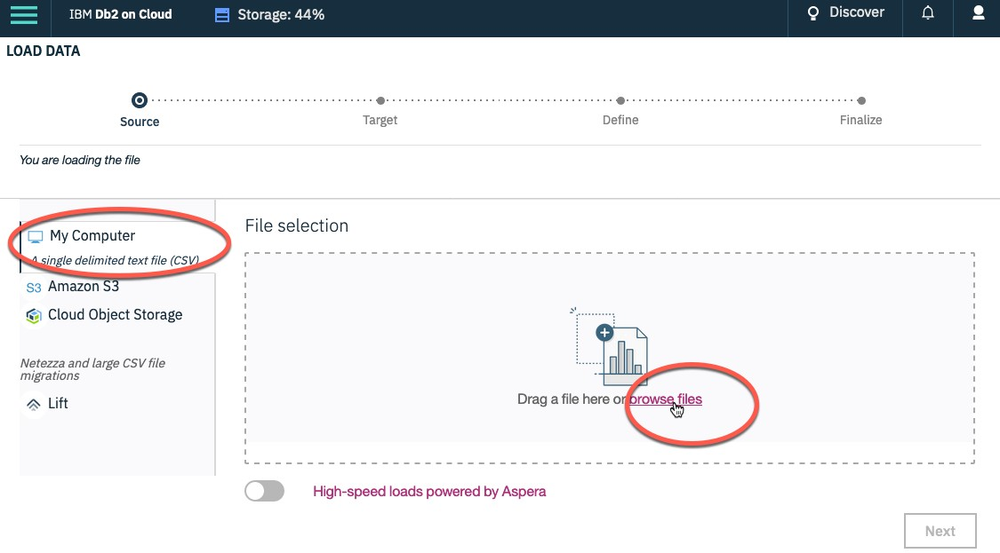 IBM Db2 on Cloud
Storage: 44%
Discover
LOAD DATA
Source
Target
Define
Finalize
You are loading the file
My Computer
A single delimited text file (CSV)
S3 Amazon S3
Cloud Object Storage
Netezza and large CSV file
migrations
Lift
File selection
Drag a file here or browse files
High-speed loads powered by Aspera
Next